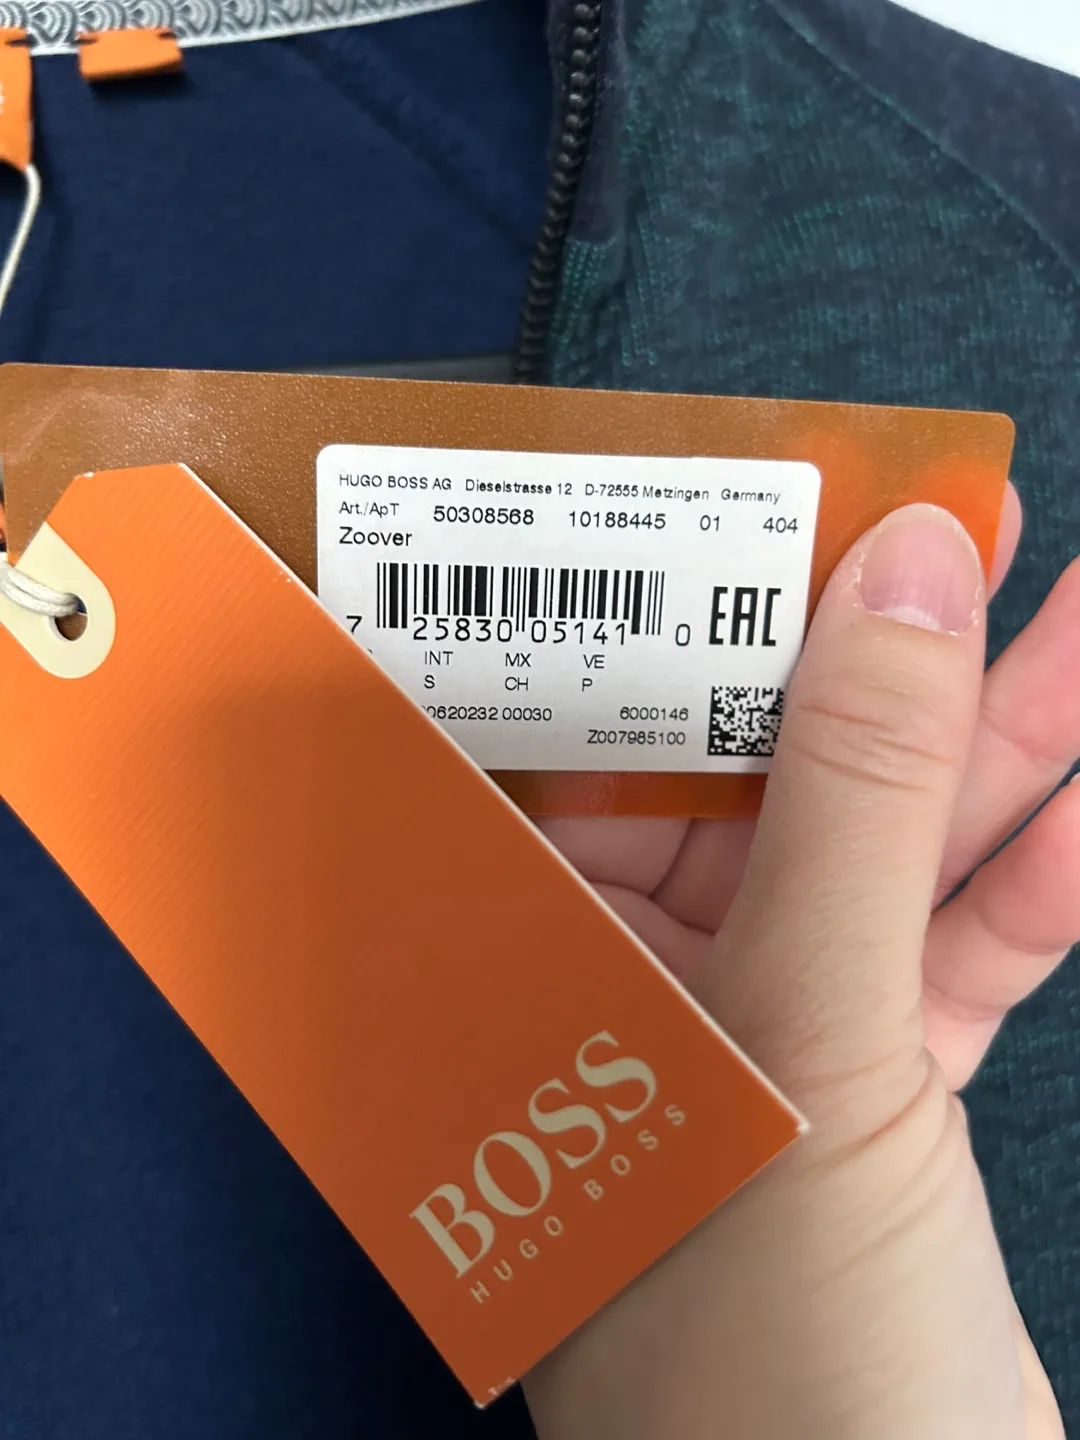 HUGO BOSS AG Dieselstrasse 12 D-72555 Metzingen Germany
Art./ApT 50308568 10188445 01 404
Zoover
7 25830 05141 0
EAC
INT MX VE
S CH P
0620232 00030 6000146
Z007985100
BOSS
HUGO BOSS